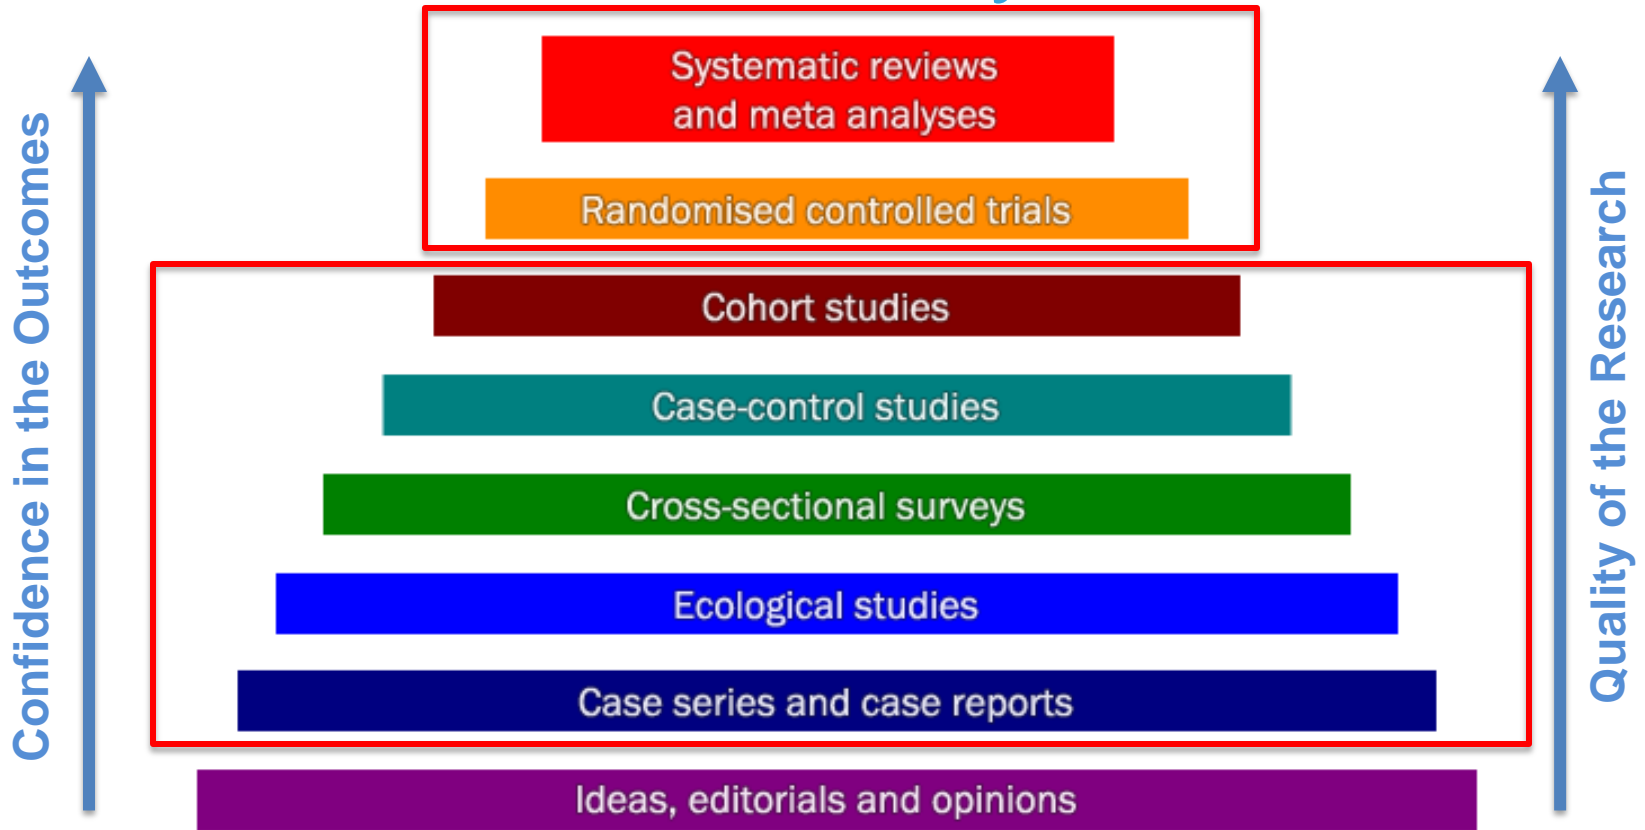 Systematic reviews
and meta analyses
Randomised controlled trials
Cohort studies
Case-control studies
Cross-sectional surveys
Ecological studies
Case series and case reports
Ideas, editorials and opinions
Confidence in the Outcomes
Quality of the Research